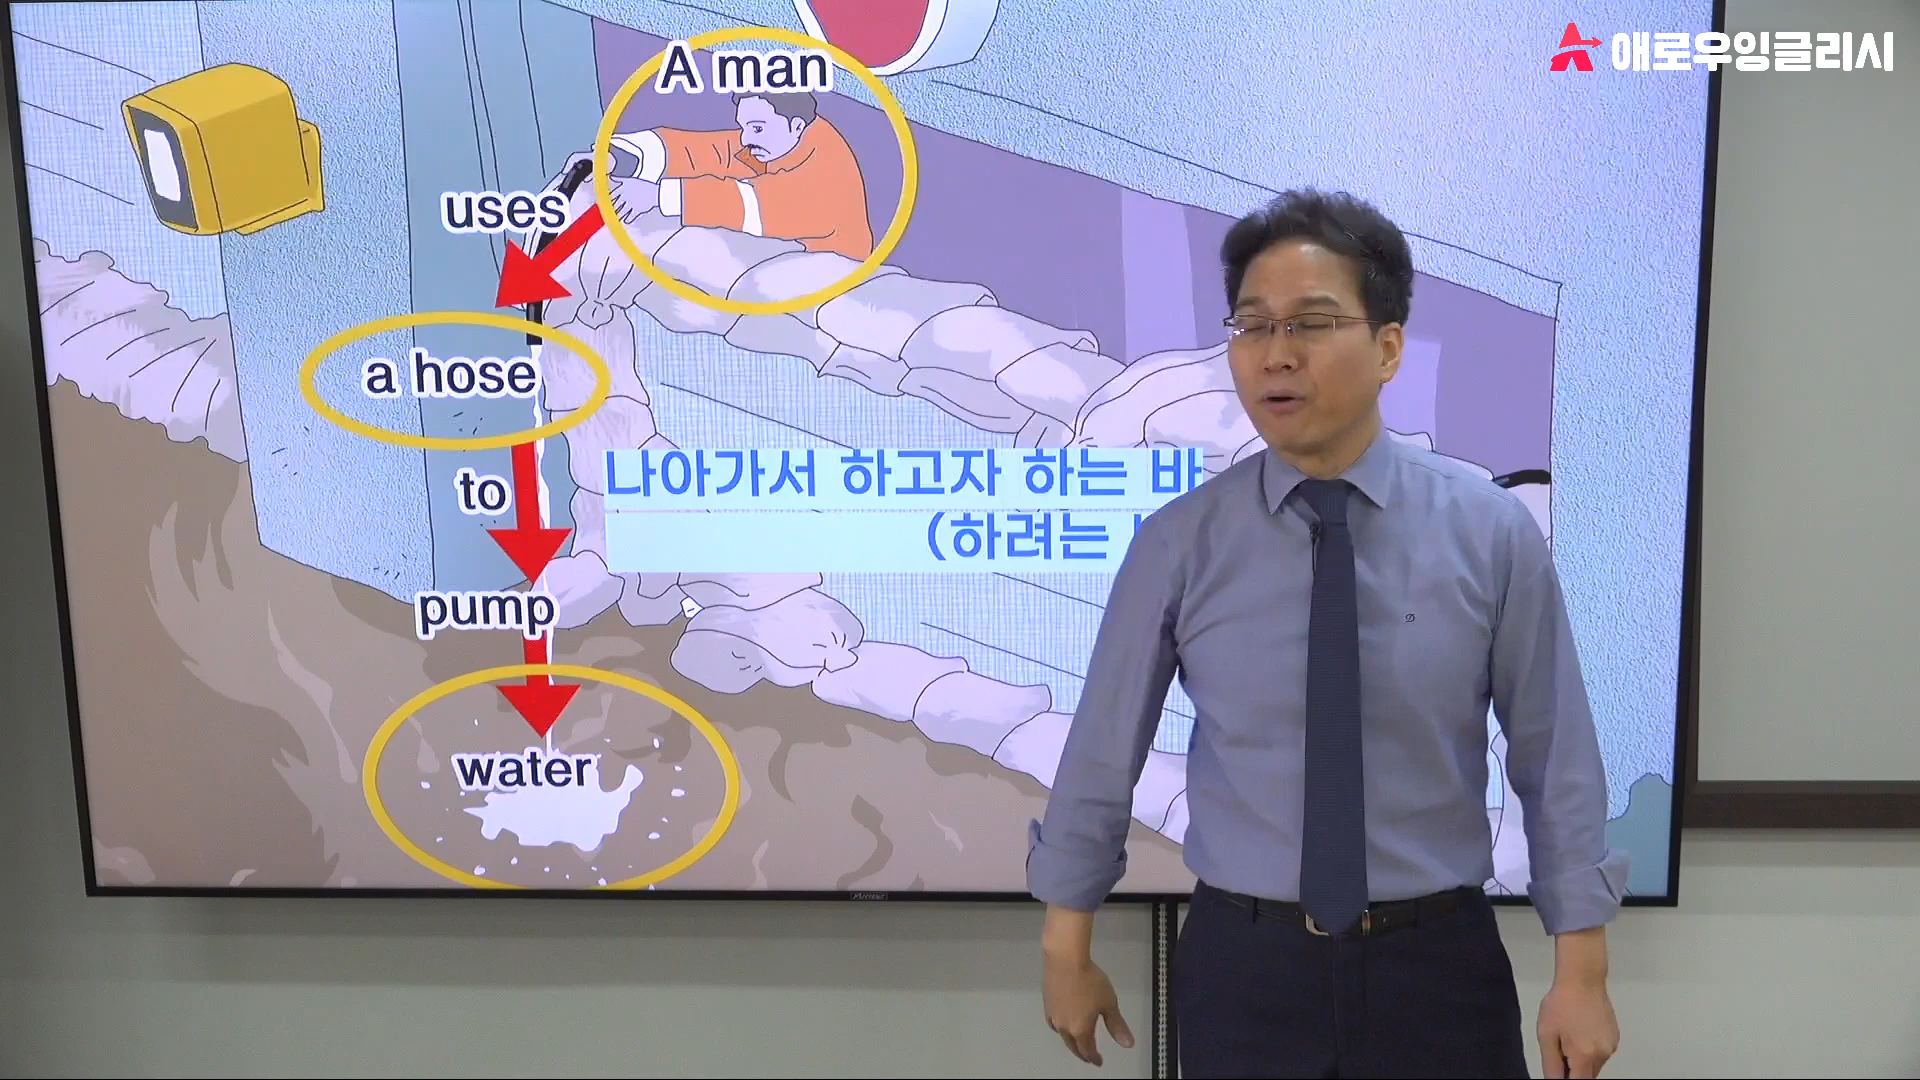 애로우잉글리시
A man
uses
a hose
to
나아가서 하고자 하는 바
(하려는
pump
water